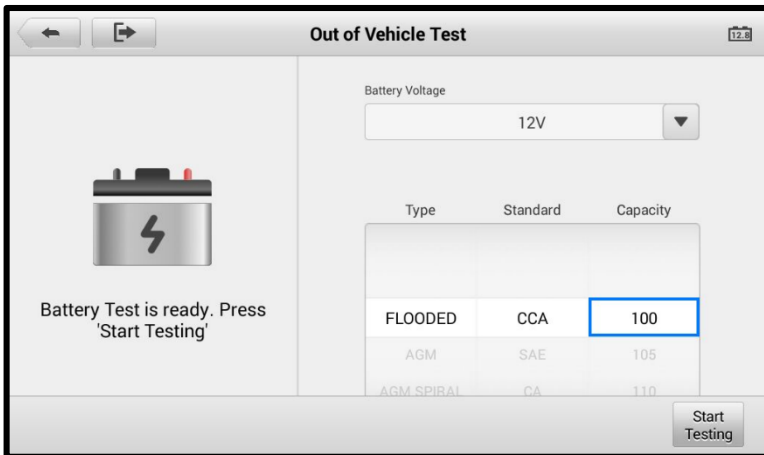 Out of Vehicle Test
12.8
Battery Voltage
12V
Type Standard Capacity
FLOODED CCA 100
AGM SAE 105
AGM SPIRAL CA 110
Battery Test is ready. Press
'Start Testing'
Start
Testing